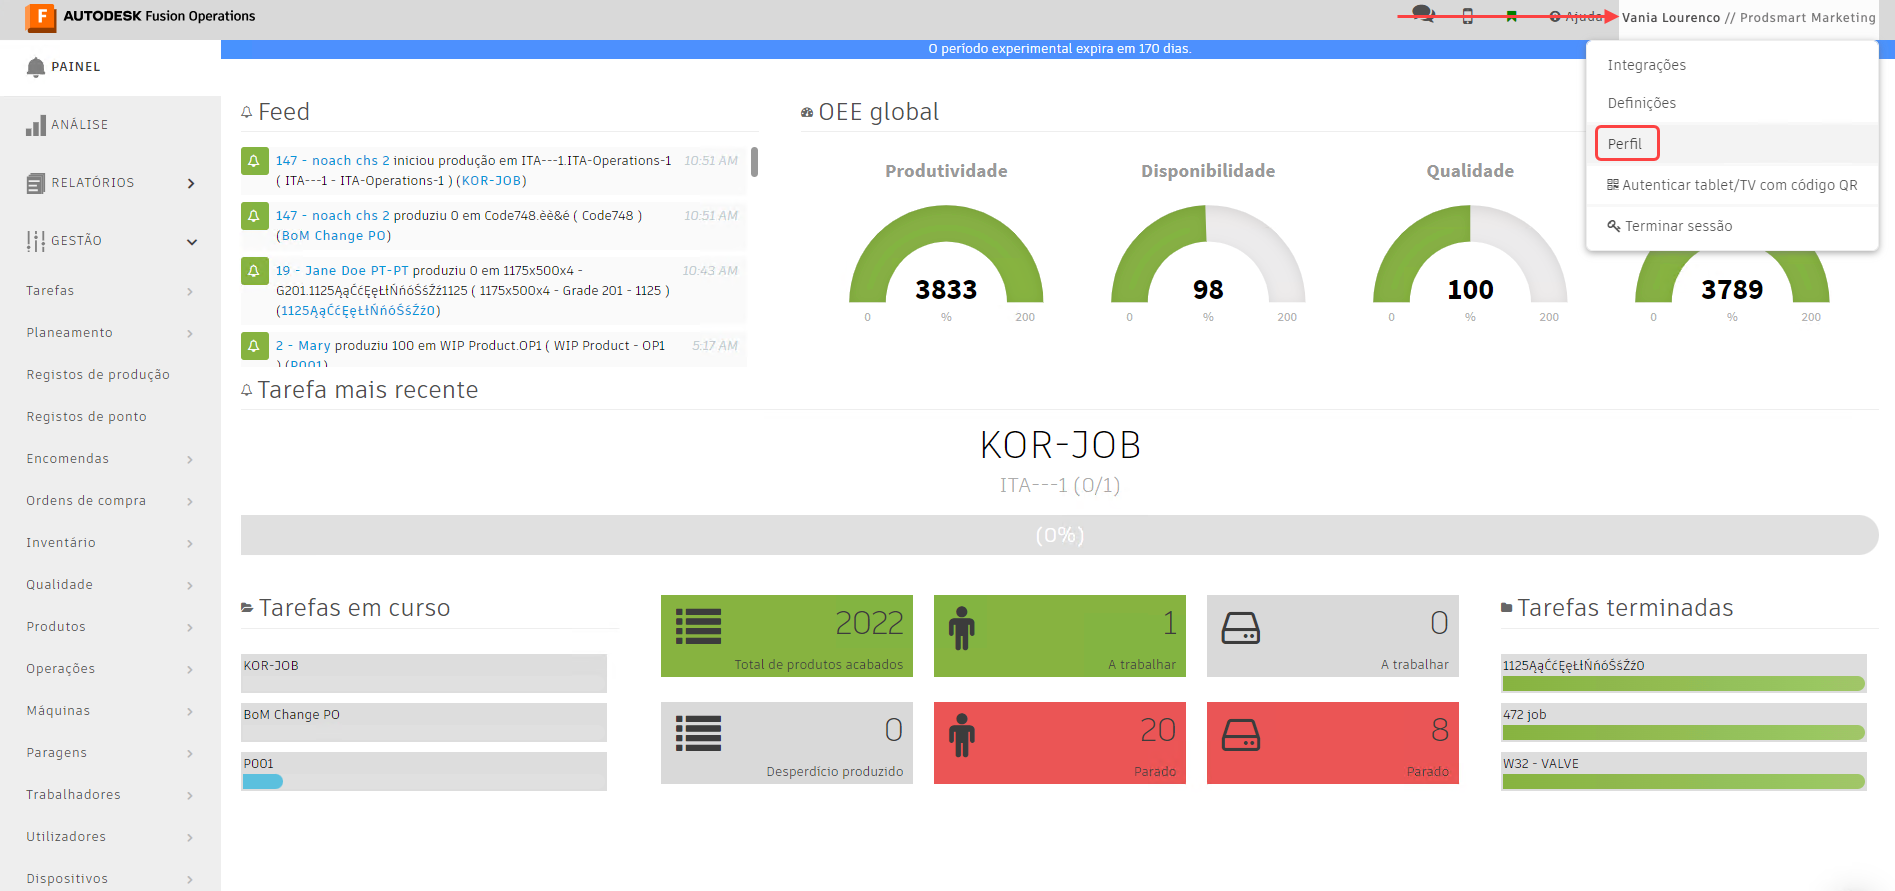 AUTODESK Fusion Operations
Ajuda
Vania Lourenco // Prodsmart Marketing
O período experimental expira em 170 dias.
Integrações
Definições
Perfil
Autenticar tablet/TV com código QR
Terminar sessão
PAINEL
ANÁLISE
RELATÓRIOS
GESTÃO
Tarefas
Planeamento
Registos de produção
Registos de ponto
Encomendas
Ordens de compra
Inventário
Qualidade
Produtos
Operações
Máquinas
Paragens
Trabalhadores
Utilizadores
Dispositivos
Feed
147 - noach chs 2 iniciou produção em ITA---1.ITA-Operations-1 10:51 AM
( ITA---1 - ITA-Operations-1 ) (KOR-JOB)
147 - noach chs 2 produziu 0 em Code748.èè&é ( Code748 ) 10:51 AM
(BoM Change PO)
19 - Jane Doe PT-PT produziu 0 em 1175x500x4 - 10:43 AM
G201.1125ĄąĆćĘęŁłŃńóŚśŻź1125 ( 1175x500x4 - Grade 201 - 1125 )
(1125ĄąĆćĘęŁłŃńóŚśŻź0)
2 - Mary produziu 100 em WIP Product.OP1 ( WIP Product - OP1 5:17 AM
) (P001)
OEE global
Produtividade
3833
0 % 200
Disponibilidade
98
0 % 200
Qualidade
100
0 % 200
3789
0 % 200
Tarefa mais recente
KOR-JOB
ITA---1 (0/1)
(0%)
Tarefas em curso
KOR-JOB
BoM Change PO
P001
2022
Total de produtos acabados
1
A trabalhar
0
A trabalhar
0
Desperdício produzido
20
Parado
8
Parado
Tarefas terminadas
1125ĄąĆćĘęŁłŃńóŚśŻź0
472 job
W32 - VALVE